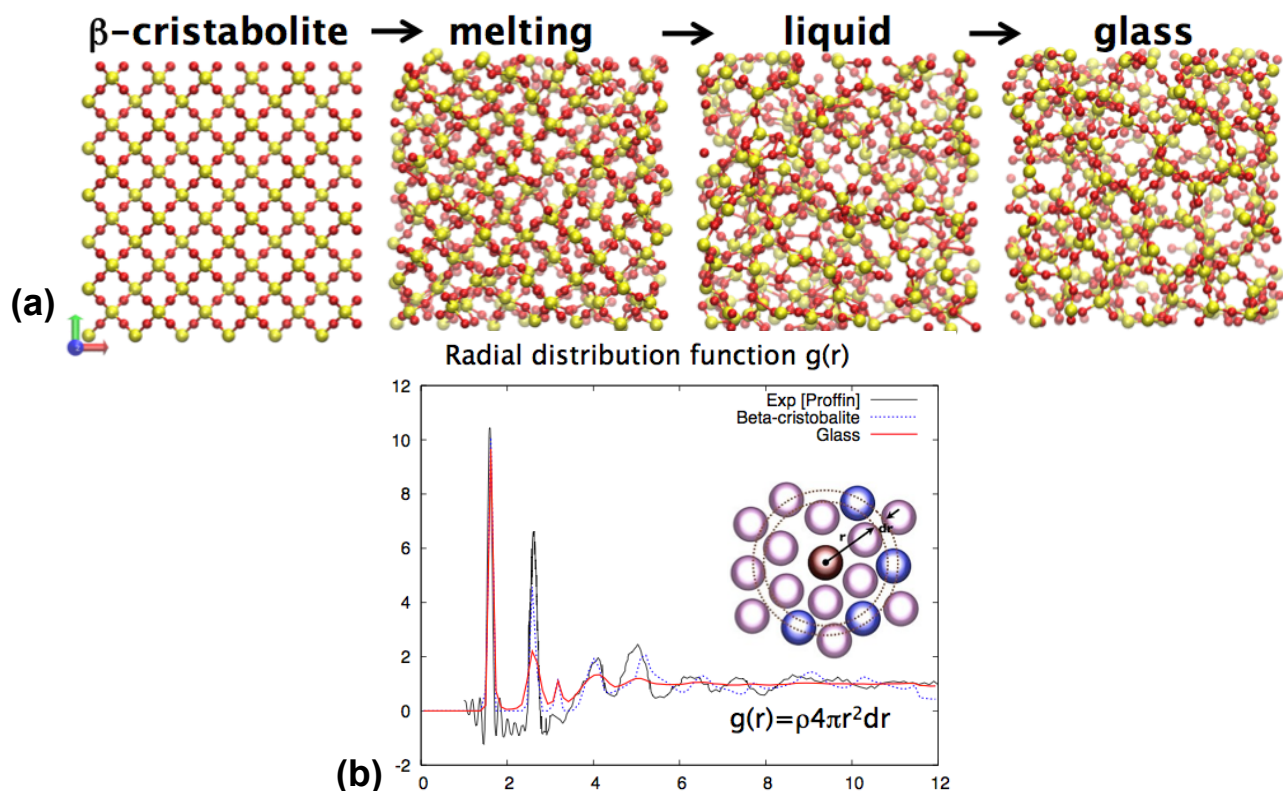 β-cristabolite → melting → liquid → glass
(a)
Radial distribution function g(r)
12
10
8
6
4
2
0
-2
Exp [Proffin]
Beta-cristobalite
Glass
r
dr
g(r)=ρ4πr²dr
(b)
0 2 4 6 8 10 12